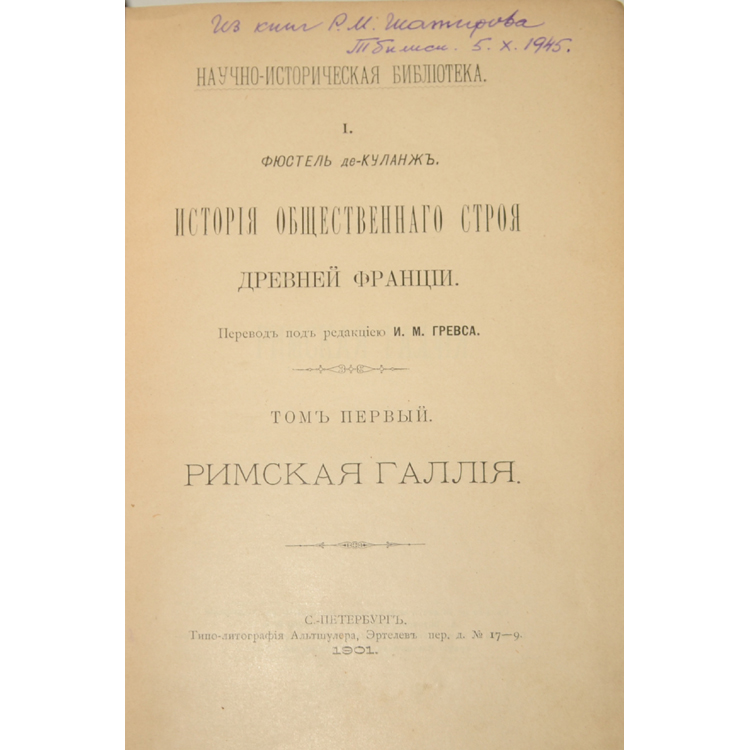 Из книг Р.М. Шатирова
Тбилиси. 5. X. 1945.
НАУЧНО-ИСТОРИЧЕСКАЯ БИБЛІОТЕКА.
I.
ФЮСТЕЛЬ де-КУЛАНЖЪ.
ИСТОРІЯ ОБЩЕСТВЕННАГО СТРОЯ
ДРЕВНЕЙ ФРАНЦІИ.
Переводъ подъ редакціею И. М. ГРЕВСА.
ТОМЪ ПЕРВЫЙ.
РИМСКАЯ ГАЛЛІЯ.
С.-ПЕТЕРБУРГЪ.
Типо-литографія Альтшулера, Эртелевъ пер, д. № 17—9.
1901.